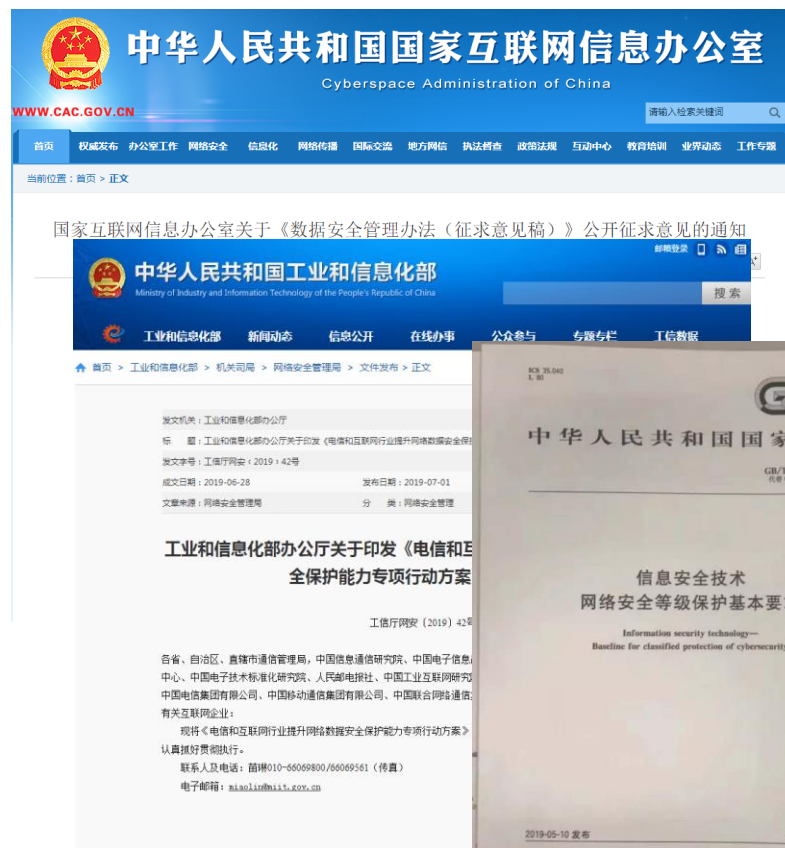 中华人民共和国国家互联网信息办公室
Cyberspace Administration of China
WWW.CAC.GOV.CN
请输入检索关键词
首页 权威发布 办公室工作 网络安全 信息化 网络传播 国际交流 地方网信 执法督查 政策法规 互动中心 教育培训 业界动态 工作专题
当前位置：首页 > 正文
国家互联网信息办公室关于《数据安全管理办法（征求意见稿）》公开征求意见的通知
邮箱登录
中华人民共和国工业和信息化部
Ministry of Industry and Information Technology of the People's Republic of China
搜 索
工业和信息化部 新闻动态 信息公开 在线办事 公众参与 专题专栏 工信数据
首页 > 工业和信息化部 > 机关司局 > 网络安全管理局 > 文件发布 > 正文
发文机关：工业和信息化部办公厅
标 题：工业和信息化部办公厅关于印发《电信和互联网行业提升网络数据安全保
发文字号：工信厅网安﹝2019﹞42号
成文日期：2019-06-28 发布日期：2019-07-01
文章来源：网络安全管理局 分 类：网络安全管理
工业和信息化部办公厅关于印发《电信和互
全保护能力专项行动方案
工信厅网安〔2019〕42号
各省、自治区、直辖市通信管理局，中国信息通信研究院、中国电子信息
中心、中国电子技术标准化研究院、人民邮电报社、中国工业互联网研究
中国电信集团有限公司、中国移动通信集团有限公司、中国联合网络通信
有关互联网企业：
现将《电信和互联网行业提升网络数据安全保护能力专项行动方案》
认真抓好贯彻执行。
联系人及电话：苗琳010-66069800/66069561（传真）
电子邮箱：miaolin@miit.gov.cn
ICS 35.040
L 80
中华人民共和国国家
GB/T
代替
信息安全技术
网络安全等级保护基本要
Information security technology—
Baseline for classified protection of cybersecurity
2019-05-10 发布